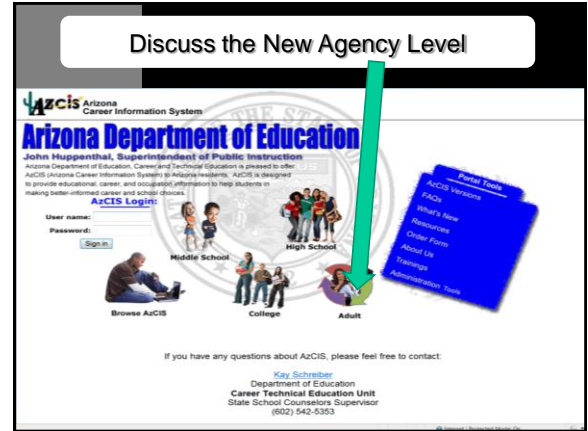 Discuss the New Agency Level
AzCIS Arizona
Career Information System
Arizona Department of Education
John Huppenthal, Superintendent of Public Instruction
Arizona Department of Education, Career and Technical Education is pleased to offer
AzCIS (Arizona Career Information System) to Arizona residents. AzCIS is designed
to provide educational, career, and occupation information to help students in
making better-informed career and school choices.
AzCIS Login:
User name:
Password:
Sign in
Middle School
High School
Browse AzCIS
College
Adult
Portal Tools
AzCIS Versions
FAQs
What's New
Resources
Order Form
About Us
Trainings
Administration Tools
If you have any questions about AzCIS, please feel free to contact:
Kay Schreiber
Department of Education
Career Technical Education Unit
State School Counselors Supervisor
(602) 542-5353
Internet | Protected Mode: On